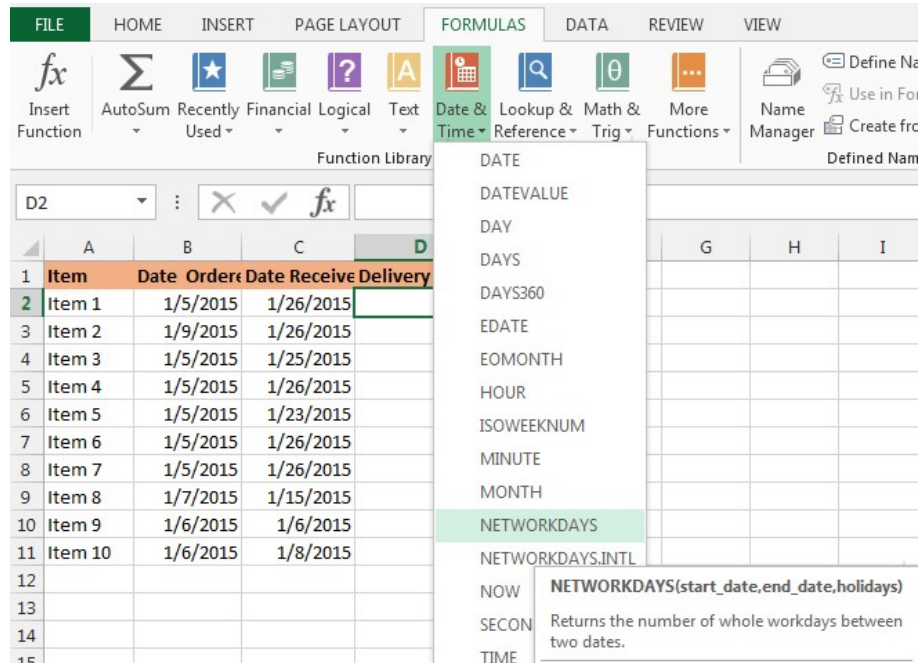 FILE HOME INSERT PAGE LAYOUT FORMULAS DATA REVIEW VIEW
fx Σ ? A θ ...
Insert Function
AutoSum
Recently Used
Financial
Logical
Text
Date & Time
Lookup & Reference
Math & Trig
More Functions
Name Manager
Define Na
fx Use in For
Create fro
Function Library
Defined Nam
D2 fx
A B C D G H I
1 Item Date Ordere Date Receive Delivery
2 Item 1 1/5/2015 1/26/2015
3 Item 2 1/9/2015 1/26/2015
4 Item 3 1/5/2015 1/25/2015
5 Item 4 1/5/2015 1/26/2015
6 Item 5 1/5/2015 1/23/2015
7 Item 6 1/5/2015 1/26/2015
8 Item 7 1/5/2015 1/26/2015
9 Item 8 1/7/2015 1/15/2015
10 Item 9 1/6/2015 1/6/2015
11 Item 10 1/6/2015 1/8/2015
12
13
14
15
DATE
DATEVALUE
DAY
DAYS
DAYS360
EDATE
EOMONTH
HOUR
ISOWEEKNUM
MINUTE
MONTH
NETWORKDAYS
NETWORKDAYS.INTL
NOW
SECON
TIME
NETWORKDAYS(start_date,end_date,holidays)
Returns the number of whole workdays between
two dates.